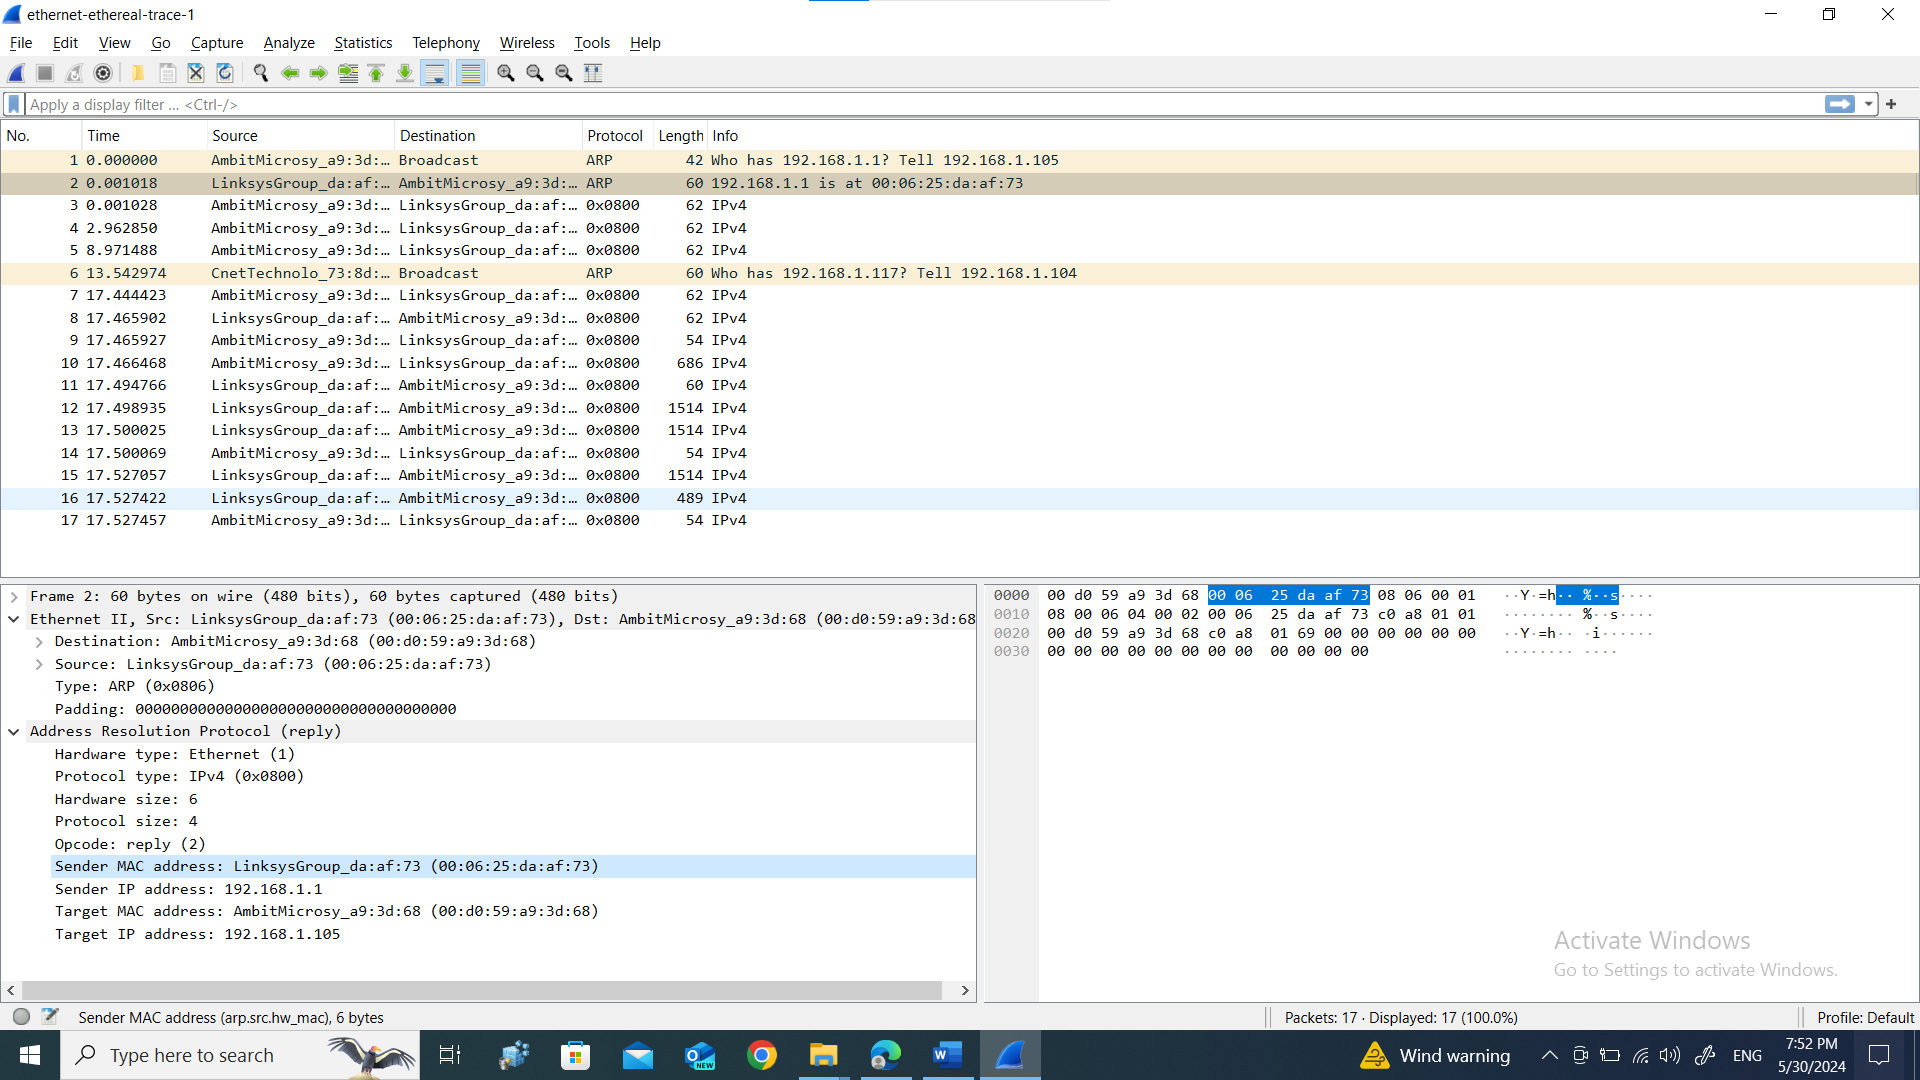 ethernet-ethereal-trace-1
File Edit View Go Capture Analyze Statistics Telephony Wireless Tools Help
Apply a display filter ... <Ctrl-/>
No. Time Source Destination Protocol Length Info
1 0.000000 AmbitMicrosy_a9:3d:… Broadcast ARP 42 Who has 192.168.1.1? Tell 192.168.1.105
2 0.001018 LinksysGroup_da:af:… AmbitMicrosy_a9:3d:… ARP 60 192.168.1.1 is at 00:06:25:da:af:73
3 0.001028 AmbitMicrosy_a9:3d:… LinksysGroup_da:af:… 0x0800 62 IPv4
4 2.962850 AmbitMicrosy_a9:3d:… LinksysGroup_da:af:… 0x0800 62 IPv4
5 8.971488 AmbitMicrosy_a9:3d:… LinksysGroup_da:af:… 0x0800 62 IPv4
6 13.542974 CnetTechnolo_73:8d:… Broadcast ARP 60 Who has 192.168.1.117? Tell 192.168.1.104
7 17.444423 AmbitMicrosy_a9:3d:… LinksysGroup_da:af:… 0x0800 62 IPv4
8 17.465902 LinksysGroup_da:af:… AmbitMicrosy_a9:3d:… 0x0800 62 IPv4
9 17.465927 AmbitMicrosy_a9:3d:… LinksysGroup_da:af:… 0x0800 54 IPv4
10 17.466468 AmbitMicrosy_a9:3d:… LinksysGroup_da:af:… 0x0800 686 IPv4
11 17.494766 LinksysGroup_da:af:… AmbitMicrosy_a9:3d:… 0x0800 60 IPv4
12 17.498935 LinksysGroup_da:af:… AmbitMicrosy_a9:3d:… 0x0800 1514 IPv4
13 17.500025 LinksysGroup_da:af:… AmbitMicrosy_a9:3d:… 0x0800 1514 IPv4
14 17.500069 AmbitMicrosy_a9:3d:… LinksysGroup_da:af:… 0x0800 54 IPv4
15 17.527057 LinksysGroup_da:af:… AmbitMicrosy_a9:3d:… 0x0800 1514 IPv4
16 17.527422 LinksysGroup_da:af:… AmbitMicrosy_a9:3d:… 0x0800 489 IPv4
17 17.527457 AmbitMicrosy_a9:3d:… LinksysGroup_da:af:… 0x0800 54 IPv4
Frame 2: 60 bytes on wire (480 bits), 60 bytes captured (480 bits)
Ethernet II, Src: LinksysGroup_da:af:73 (00:06:25:da:af:73), Dst: AmbitMicrosy_a9:3d:68 (00:d0:59:a9:3d:68
Destination: AmbitMicrosy_a9:3d:68 (00:d0:59:a9:3d:68)
Source: LinksysGroup_da:af:73 (00:06:25:da:af:73)
Type: ARP (0x0806)
Padding: 000000000000000000000000000000000000
Address Resolution Protocol (reply)
Hardware type: Ethernet (1)
Protocol type: IPv4 (0x0800)
Hardware size: 6
Protocol size: 4
Opcode: reply (2)
Sender MAC address: LinksysGroup_da:af:73 (00:06:25:da:af:73)
Sender IP address: 192.168.1.1
Target MAC address: AmbitMicrosy_a9:3d:68 (00:d0:59:a9:3d:68)
Target IP address: 192.168.1.105
0000 00 d0 59 a9 3d 68 00 06 25 da af 73 08 06 00 01 ··Y·=h·· %··s····
0010 08 00 06 04 00 02 00 06 25 da af 73 c0 a8 01 01 ········ %··s····
0020 00 d0 59 a9 3d 68 c0 a8 01 69 00 00 00 00 00 00 ··Y·=h·· ·i······
0030 00 00 00 00 00 00 00 00 00 00 00 00 ········ ····
Activate Windows
Go to Settings to activate Windows.
Sender MAC address (arp.src.hw_mac), 6 bytes
Packets: 17 · Displayed: 17 (100.0%)
Profile: Default
Type here to search
NEW
Wind warning
ENG
7:52 PM
5/30/2024